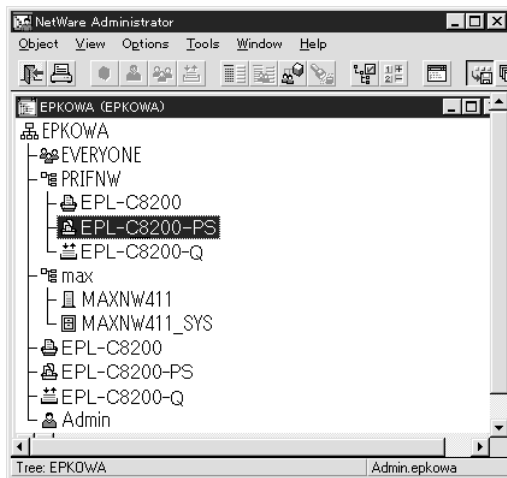 NetWare Administrator
Object View Options Tools Window Help
EPKOWA (EPKOWA)
EPKOWA
EVERYONE
PRIFNW
EPL-C8200
EPL-C8200-PS
EPL-C8200-Q
max
MAXNW411
MAXNW411_SYS
EPL-C8200
EPL-C8200-PS
EPL-C8200-Q
Admin
Tree: EPKOWA Admin.epkowa